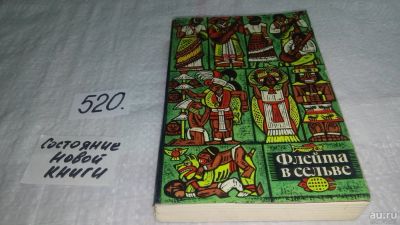 520.
Состояние
новой
книги
Флейта
в сельве
au.ru